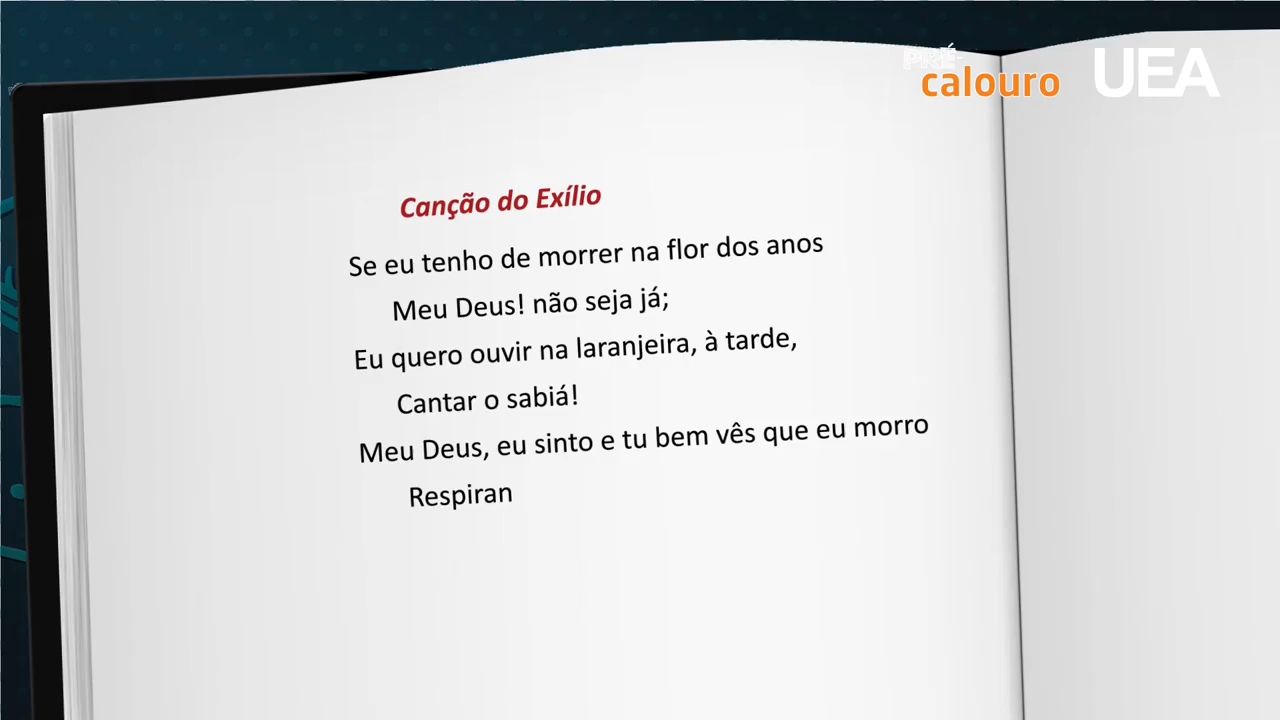 PRÉ-
calouro
UEA
Canção do Exílio
Se eu tenho de morrer na flor dos anos
Meu Deus! não seja já;
Eu quero ouvir na laranjeira, à tarde,
Cantar o sabiá!
Meu Deus, eu sinto e tu bem vês que eu morro
Respiran